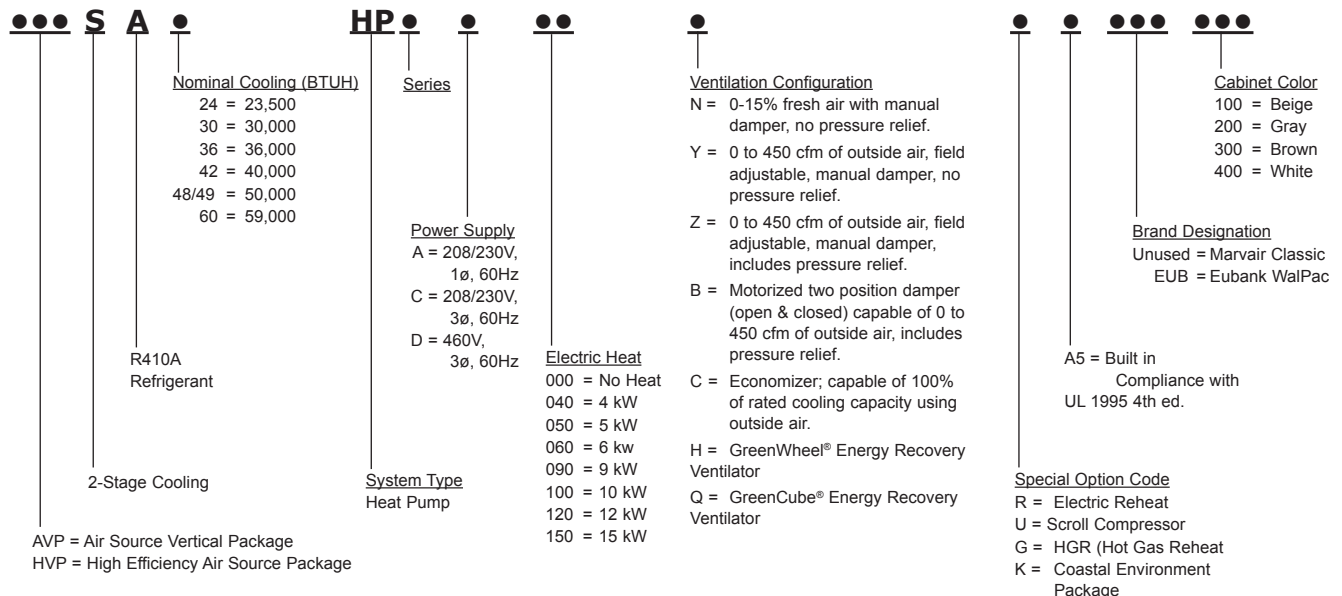 ●●● S A ● HP ● ● ●● ● ● ● ●●● ●●●
Nominal Cooling (BTUH)
24 = 23,500
30 = 30,000
36 = 36,000
42 = 40,000
48/49 = 50,000
60 = 59,000
Series
Ventilation Configuration
N = 0-15% fresh air with manual
damper, no pressure relief.
Y = 0 to 450 cfm of outside air, field
adjustable, manual damper, no
pressure relief.
Z = 0 to 450 cfm of outside air, field
adjustable, manual damper,
includes pressure relief.
B = Motorized two position damper
(open & closed) capable of 0 to
450 cfm of outside air, includes
pressure relief.
C = Economizer; capable of 100%
of rated cooling capacity using
outside air.
H = GreenWheel® Energy Recovery
Ventilator
Q = GreenCube® Energy Recovery
Ventilator
Cabinet Color
100 = Beige
200 = Gray
300 = Brown
400 = White
Power Supply
A = 208/230V,
1ø, 60Hz
C = 208/230V,
3ø, 60Hz
D = 460V,
3ø, 60Hz
Brand Designation
Unused = Marvair Classic
EUB = Eubank WalPac
R410A
Refrigerant
Electric Heat
000 = No Heat
040 = 4 kW
050 = 5 kW
060 = 6 kw
090 = 9 kW
100 = 10 kW
120 = 12 kW
150 = 15 kW
A5 = Built in
Compliance with
UL 1995 4th ed.
2-Stage Cooling
System Type
Heat Pump
Special Option Code
R = Electric Reheat
U = Scroll Compressor
G = HGR (Hot Gas Reheat
K = Coastal Environment
Package
AVP = Air Source Vertical Package
HVP = High Efficiency Air Source Package